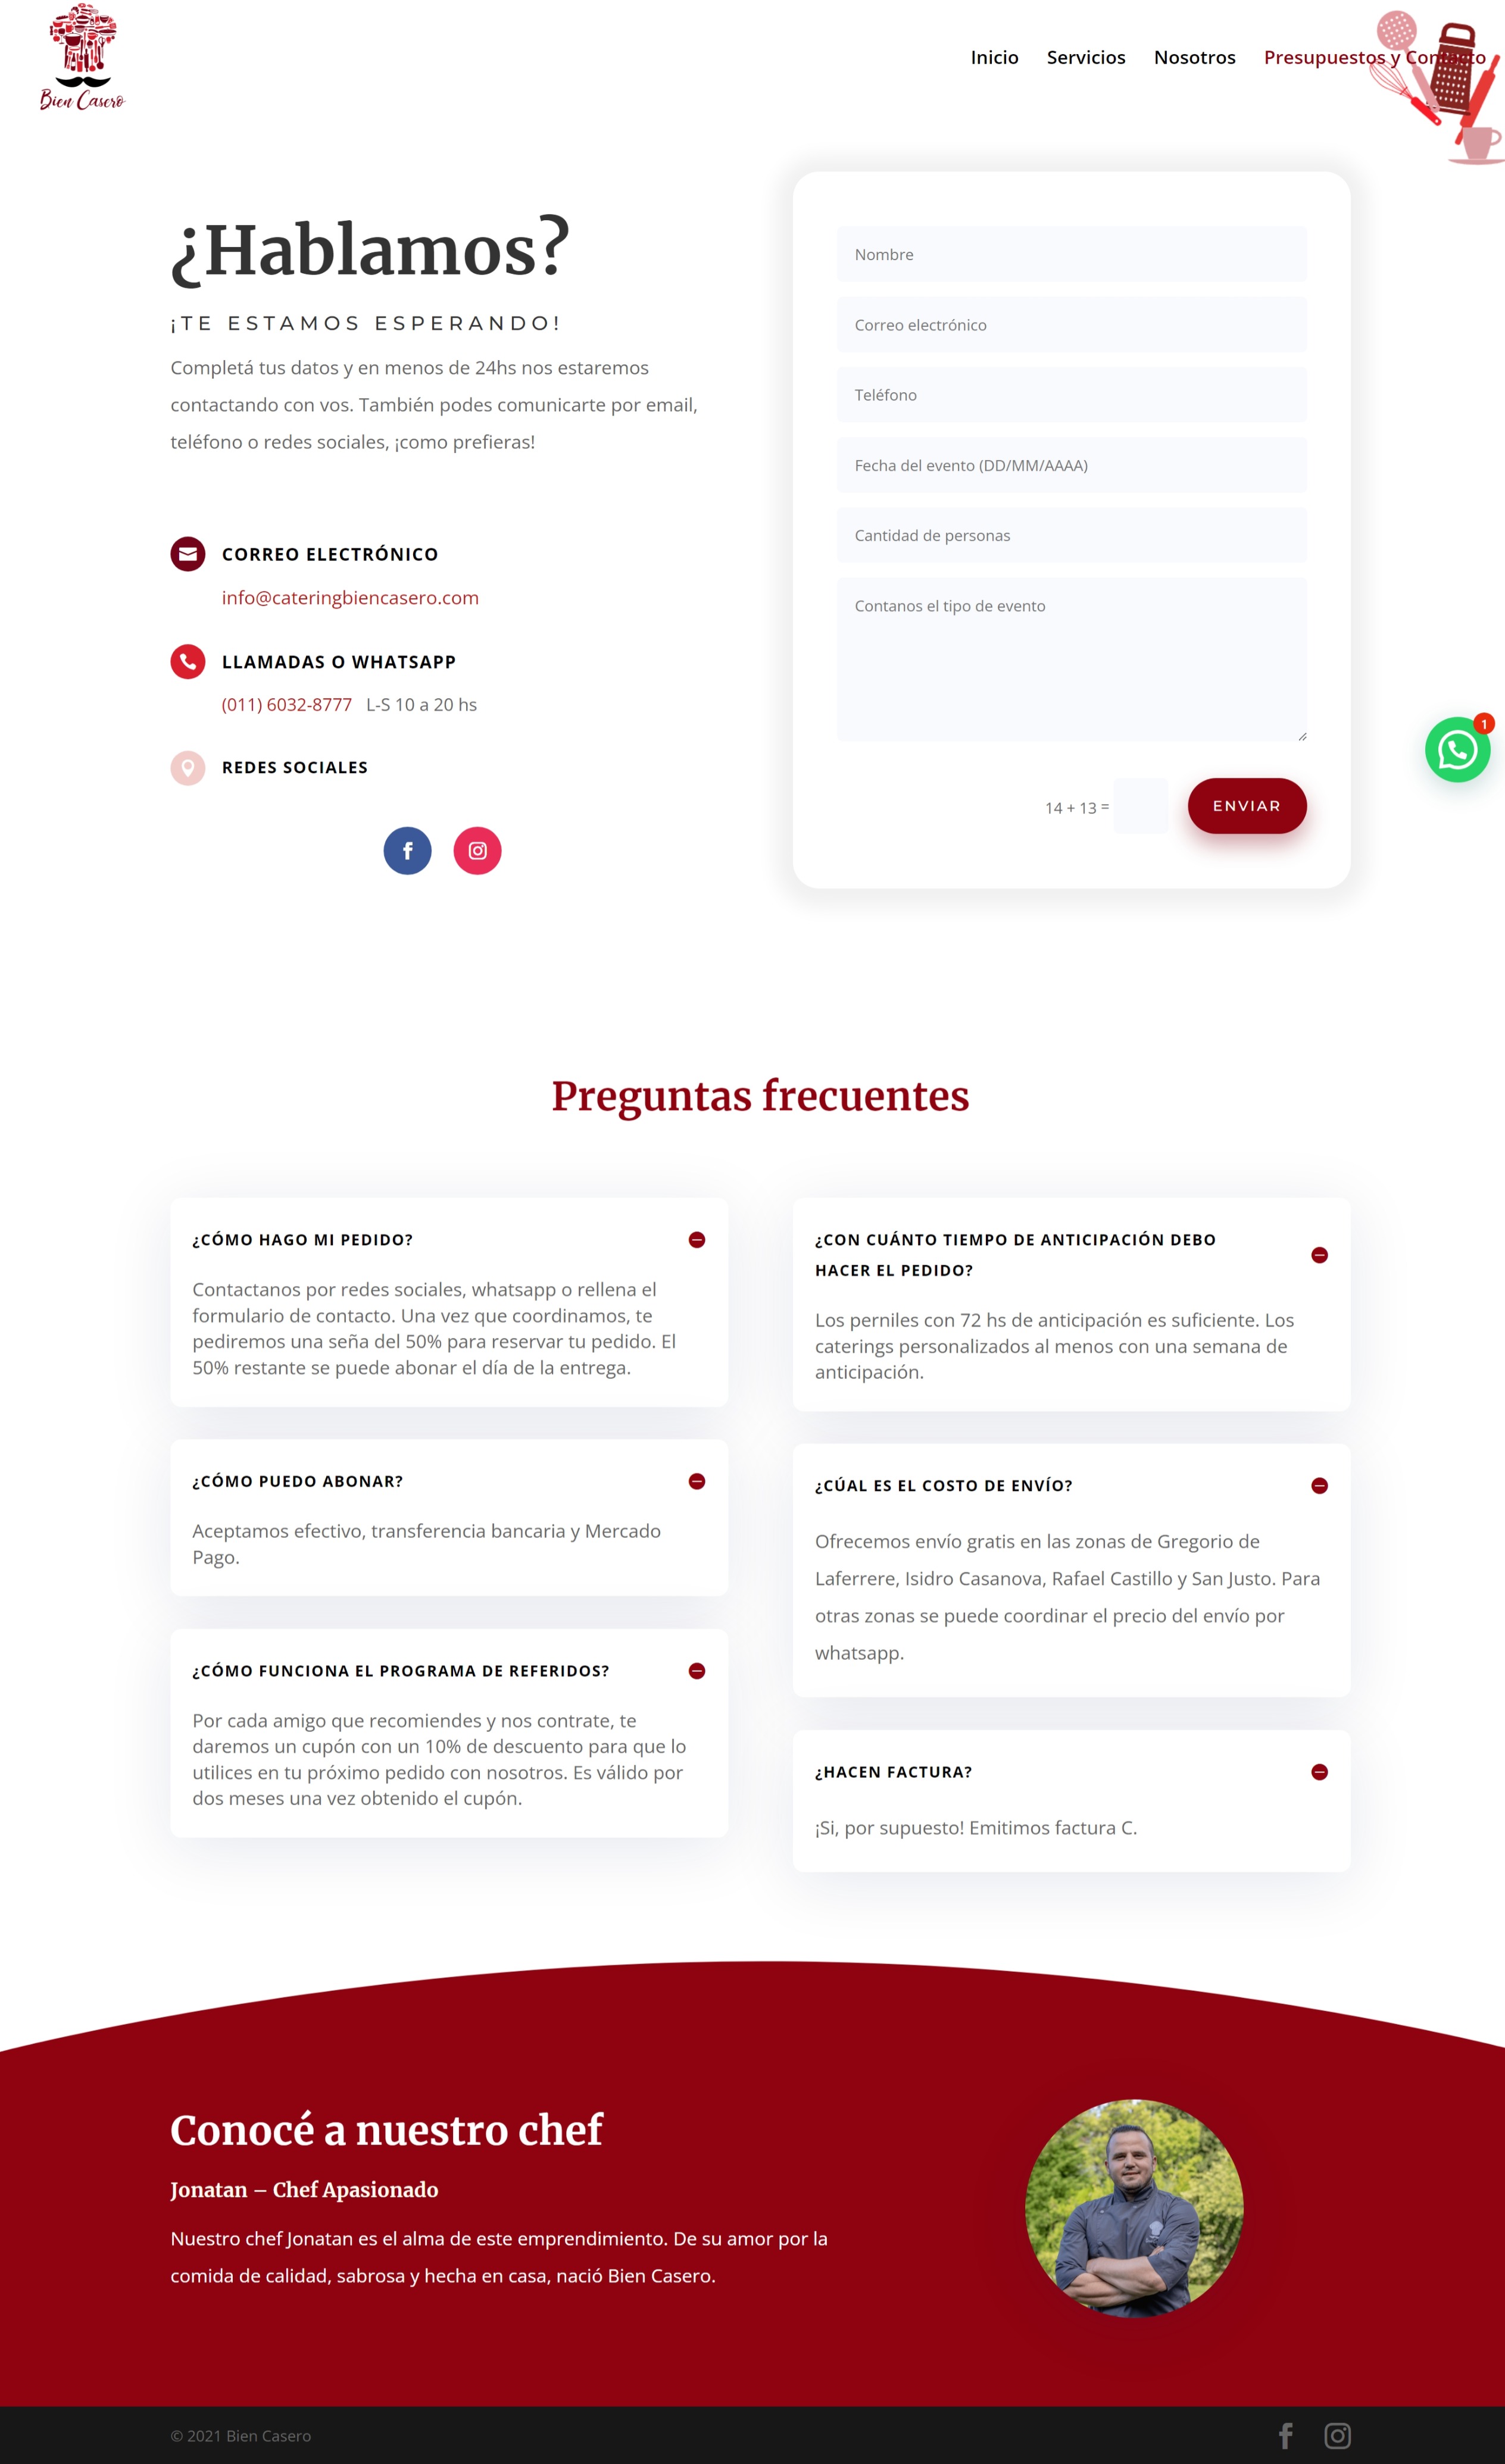 Bien Casero
Inicio
Servicios
Nosotros
Presupuestos y Contacto
¿Hablamos?
¡TE ESTAMOS ESPERANDO!
Completá tus datos y en menos de 24hs nos estaremos
contactando con vos. También podes comunicarte por email,
teléfono o redes sociales, ¡como prefieras!
CORREO ELECTRÓNICO
info@cateringbiencasero.com
LLAMADAS O WHATSAPP
(011) 6032-8777 L-S 10 a 20 hs
REDES SOCIALES
Nombre
Correo electrónico
Teléfono
Fecha del evento (DD/MM/AAAA)
Cantidad de personas
Contanos el tipo de evento
14 + 13 =
ENVIAR
1
Preguntas frecuentes
¿CÓMO HAGO MI PEDIDO?
Contactanos por redes sociales, whatsapp o rellena el
formulario de contacto. Una vez que coordinamos, te
pediremos una seña del 50% para reservar tu pedido. El
50% restante se puede abonar el día de la entrega.
¿CÓMO PUEDO ABONAR?
Aceptamos efectivo, transferencia bancaria y Mercado
Pago.
¿CÓMO FUNCIONA EL PROGRAMA DE REFERIDOS?
Por cada amigo que recomiendes y nos contrate, te
daremos un cupón con un 10% de descuento para que lo
utilices en tu próximo pedido con nosotros. Es válido por
dos meses una vez obtenido el cupón.
¿CON CUÁNTO TIEMPO DE ANTICIPACIÓN DEBO
HACER EL PEDIDO?
Los perniles con 72 hs de anticipación es suficiente. Los
caterings personalizados al menos con una semana de
anticipación.
¿CÚAL ES EL COSTO DE ENVÍO?
Ofrecemos envío gratis en las zonas de Gregorio de
Laferrere, Isidro Casanova, Rafael Castillo y San Justo. Para
otras zonas se puede coordinar el precio del envío por
whatsapp.
¿HACEN FACTURA?
¡Si, por supuesto! Emitimos factura C.
Conocé a nuestro chef
Jonatan – Chef Apasionado
Nuestro chef Jonatan es el alma de este emprendimiento. De su amor por la
comida de calidad, sabrosa y hecha en casa, nació Bien Casero.
© 2021 Bien Casero